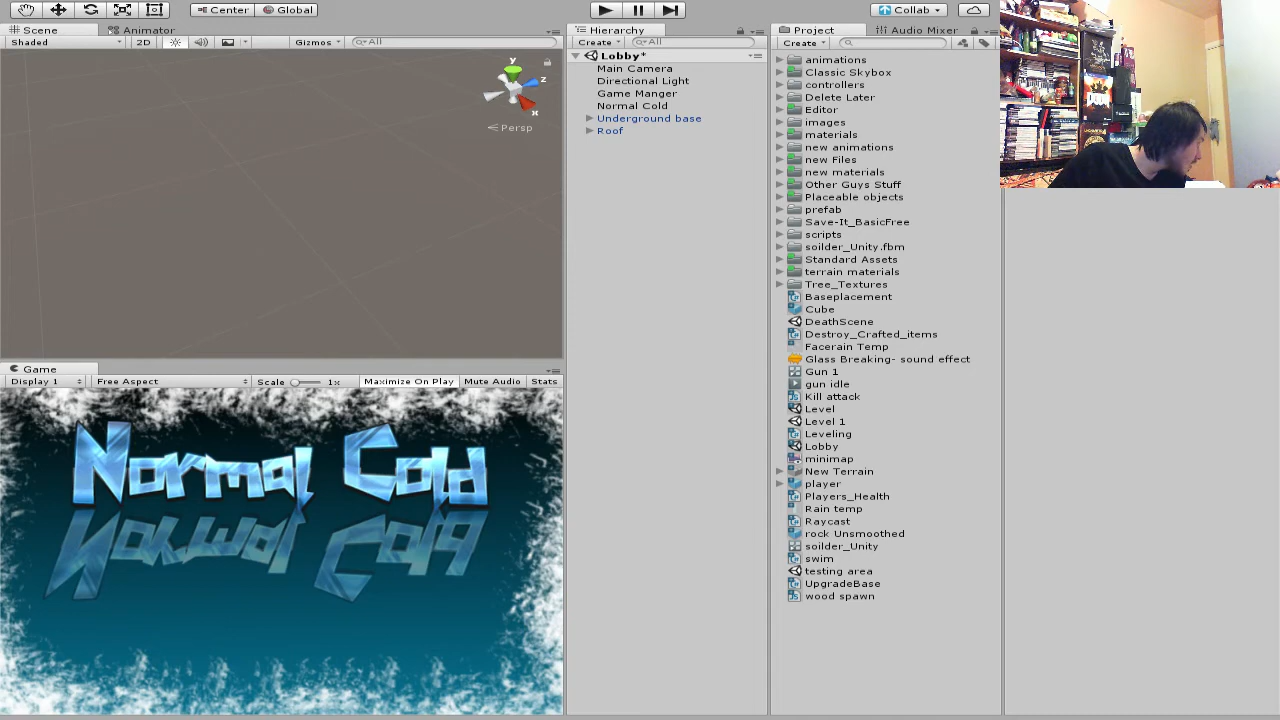 Center Global
Collab
Scene Animator
Shaded 2D Gizmos All
Hierarchy
Create All
Lobby*
Main Camera
Directional Light
Game Manger
Normal Cold
Underground base
Roof
Project Audio Mixer
Create
animations
Classic Skybox
controllers
Delete Later
Editor
images
materials
new animations
new Files
new materials
Other Guys Stuff
Placeable objects
prefab
Save-It_BasicFree
scripts
soilder_Unity.fbm
Standard Assets
terrain materials
Tree_Textures
Baseplacement
Cube
DeathScene
Destroy_Crafted_items
Facerain Temp
Glass Breaking- sound effect
Gun 1
gun idle
Kill attack
Level
Level 1
Leveling
Lobby
minimap
New Terrain
player
Players_Health
Rain temp
Raycast
rock Unsmoothed
soilder_Unity
swim
testing area
UpgradeBase
wood spawn
y
z
x
Persp
Game
Display 1 Free Aspect Scale 1x Maximize On Play Mute Audio Stats
Normal Cold
Normal Cold